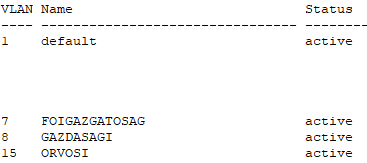 VLAN Name Status
---- -------------------------------- ---------
1 default active
7 FOIGAZGATOSAG active
8 GAZDASAGI active
15 ORVOSI active